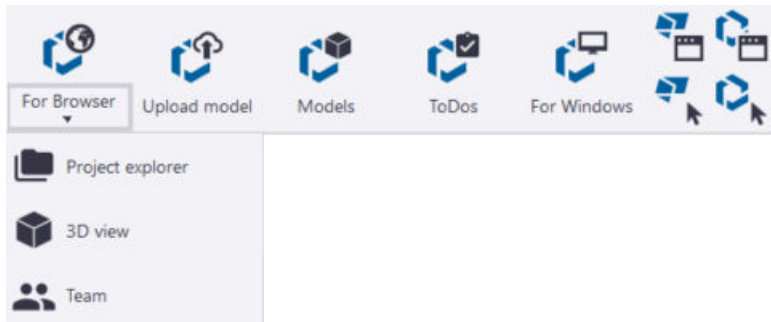 For Browser
Upload model
Models
ToDos
For Windows
Project explorer
3D view
Team